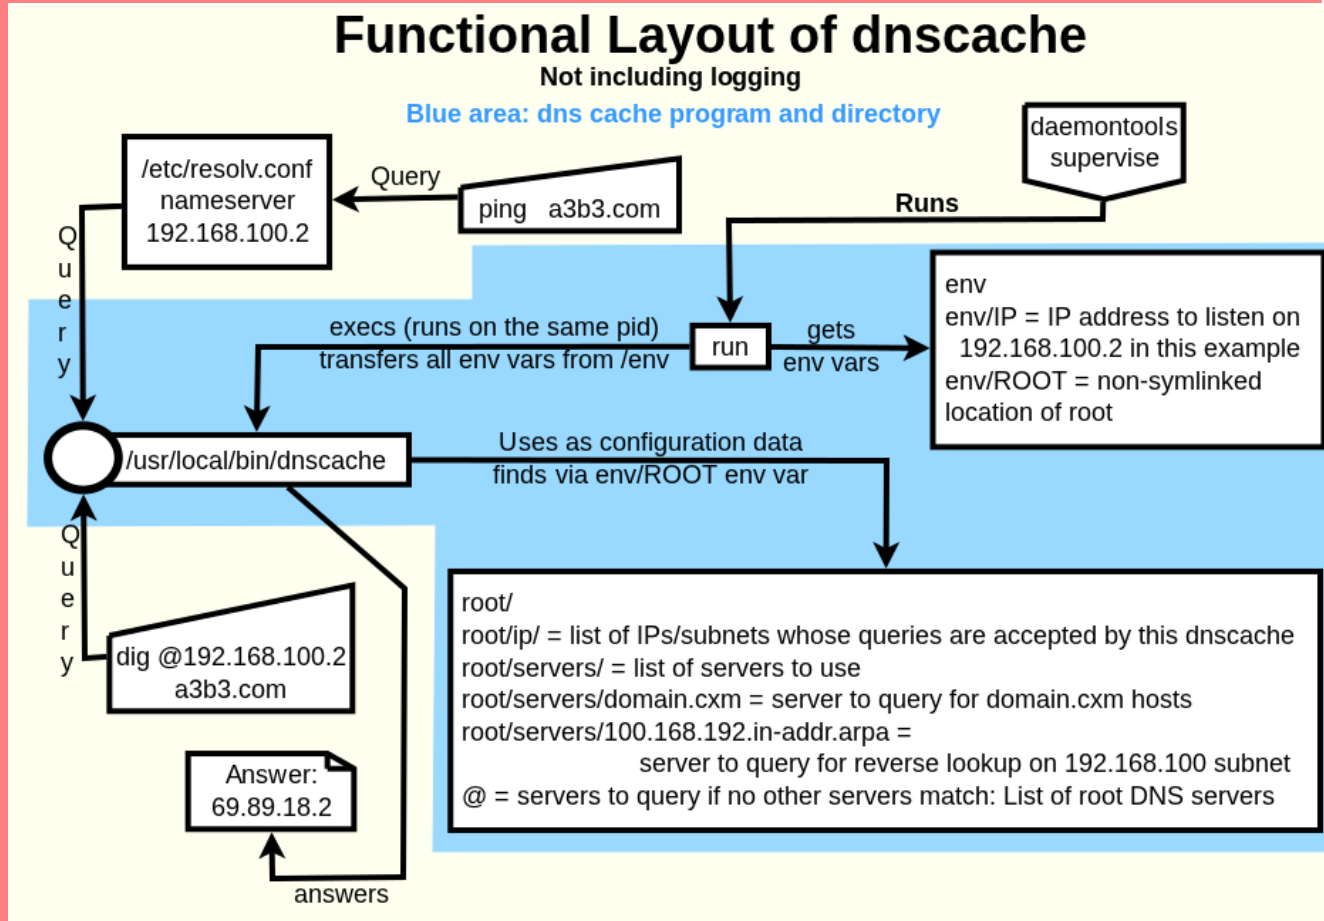 Functional Layout of dnscache
Not including logging
Blue area: dns cache program and directory
daemontools
supervise
/etc/resolv.conf
nameserver
192.168.100.2
Query
ping a3b3.com
Runs
Query
env
env/IP = IP address to listen on
192.168.100.2 in this example
env/ROOT = non-symlinked
location of root
execs (runs on the same pid)
transfers all env vars from /env
run
gets
env vars
/usr/local/bin/dnscache
Uses as configuration data
finds via env/ROOT env var
Query
dig @192.168.100.2
a3b3.com
root/
root/ip/ = list of IPs/subnets whose queries are accepted by this dnscache
root/servers/ = list of servers to use
root/servers/domain.cxm = server to query for domain.cxm hosts
root/servers/100.168.192.in-addr.arpa =
server to query for reverse lookup on 192.168.100 subnet
@ = servers to query if no other servers match: List of root DNS servers
Answer:
69.89.18.2
answers